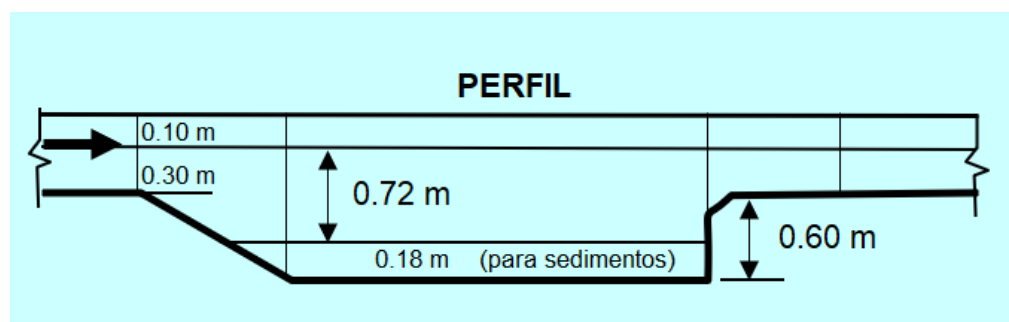 PERFIL
0.10 m
0.30 m
0.72 m
0.60 m
0.18 m (para sedimentos)